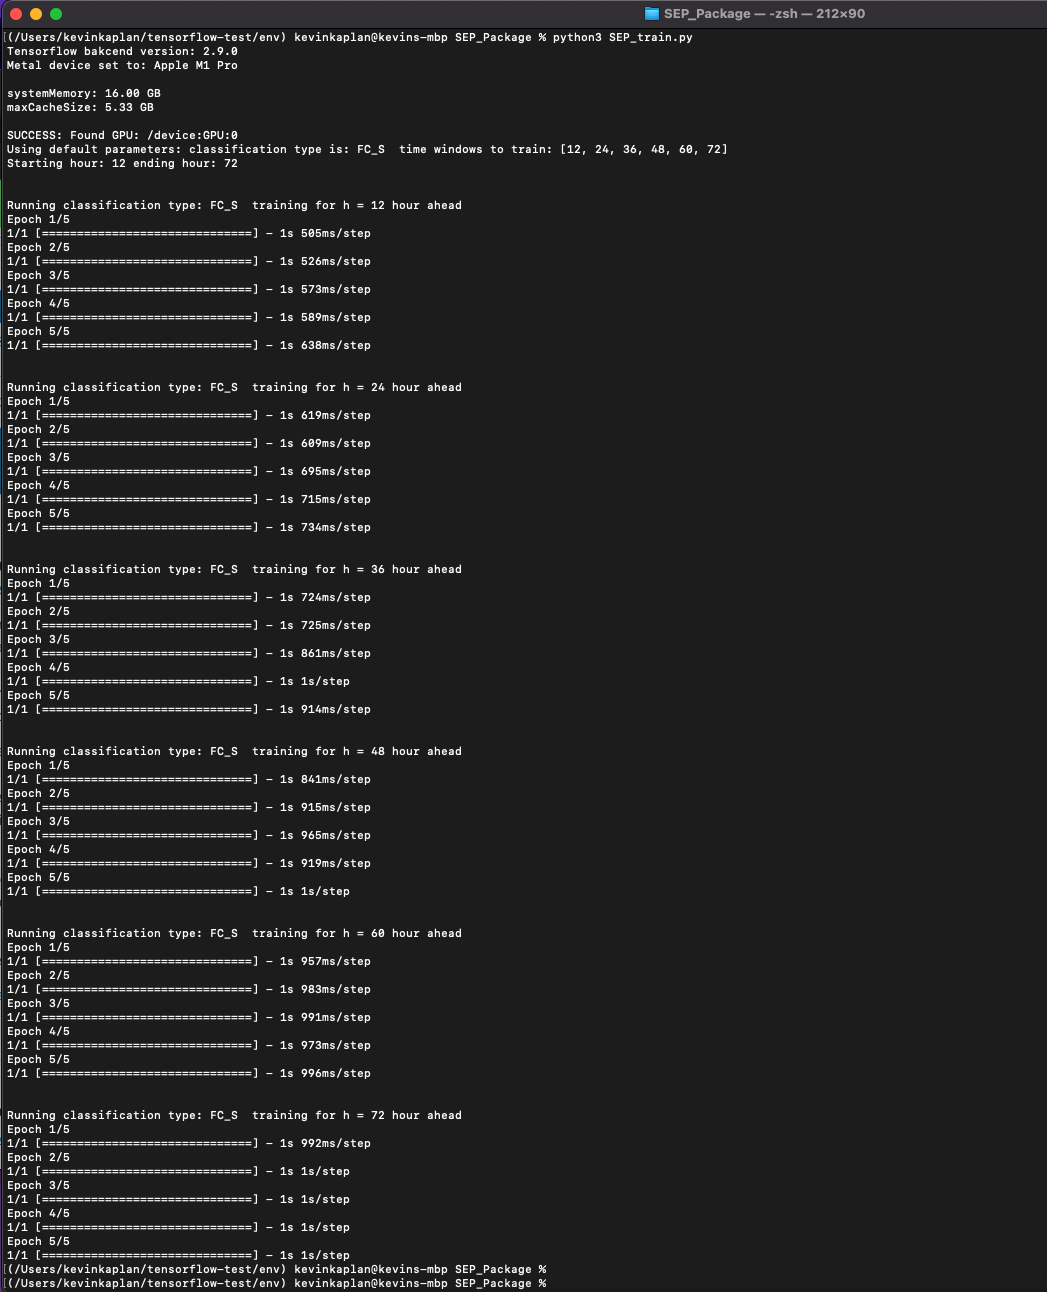 SEP_Package — -zsh — 212×90
[(/Users/kevinkaplan/tensorflow-test/env) kevinkaplan@kevins-mbp SEP_Package % python3 SEP_train.py
Tensorflow bakcend version: 2.9.0
Metal device set to: Apple M1 Pro
systemMemory: 16.00 GB
maxCacheSize: 5.33 GB
SUCCESS: Found GPU: /device:GPU:0
Using default parameters: classification type is: FC_S  time windows to train: [12, 24, 36, 48, 60, 72]
Starting hour: 12 ending hour: 72
Running classification type: FC_S  training for h = 12 hour ahead
Epoch 1/5
1/1 [==============================] - 1s 505ms/step
Epoch 2/5
1/1 [==============================] - 1s 526ms/step
Epoch 3/5
1/1 [==============================] - 1s 573ms/step
Epoch 4/5
1/1 [==============================] - 1s 589ms/step
Epoch 5/5
1/1 [==============================] - 1s 638ms/step
Running classification type: FC_S  training for h = 24 hour ahead
Epoch 1/5
1/1 [==============================] - 1s 619ms/step
Epoch 2/5
1/1 [==============================] - 1s 609ms/step
Epoch 3/5
1/1 [==============================] - 1s 695ms/step
Epoch 4/5
1/1 [==============================] - 1s 715ms/step
Epoch 5/5
1/1 [==============================] - 1s 734ms/step
Running classification type: FC_S  training for h = 36 hour ahead
Epoch 1/5
1/1 [==============================] - 1s 724ms/step
Epoch 2/5
1/1 [==============================] - 1s 725ms/step
Epoch 3/5
1/1 [==============================] - 1s 861ms/step
Epoch 4/5
1/1 [==============================] - 1s 1s/step
Epoch 5/5
1/1 [==============================] - 1s 914ms/step
Running classification type: FC_S  training for h = 48 hour ahead
Epoch 1/5
1/1 [==============================] - 1s 841ms/step
Epoch 2/5
1/1 [==============================] - 1s 915ms/step
Epoch 3/5
1/1 [==============================] - 1s 965ms/step
Epoch 4/5
1/1 [==============================] - 1s 919ms/step
Epoch 5/5
1/1 [==============================] - 1s 1s/step
Running classification type: FC_S  training for h = 60 hour ahead
Epoch 1/5
1/1 [==============================] - 1s 957ms/step
Epoch 2/5
1/1 [==============================] - 1s 983ms/step
Epoch 3/5
1/1 [==============================] - 1s 991ms/step
Epoch 4/5
1/1 [==============================] - 1s 973ms/step
Epoch 5/5
1/1 [==============================] - 1s 996ms/step
Running classification type: FC_S  training for h = 72 hour ahead
Epoch 1/5
1/1 [==============================] - 1s 992ms/step
Epoch 2/5
1/1 [==============================] - 1s 1s/step
Epoch 3/5
1/1 [==============================] - 1s 1s/step
Epoch 4/5
1/1 [==============================] - 1s 1s/step
Epoch 5/5
1/1 [==============================] - 1s 1s/step
[(/Users/kevinkaplan/tensorflow-test/env) kevinkaplan@kevins-mbp SEP_Package %
[(/Users/kevinkaplan/tensorflow-test/env) kevinkaplan@kevins-mbp SEP_Package %